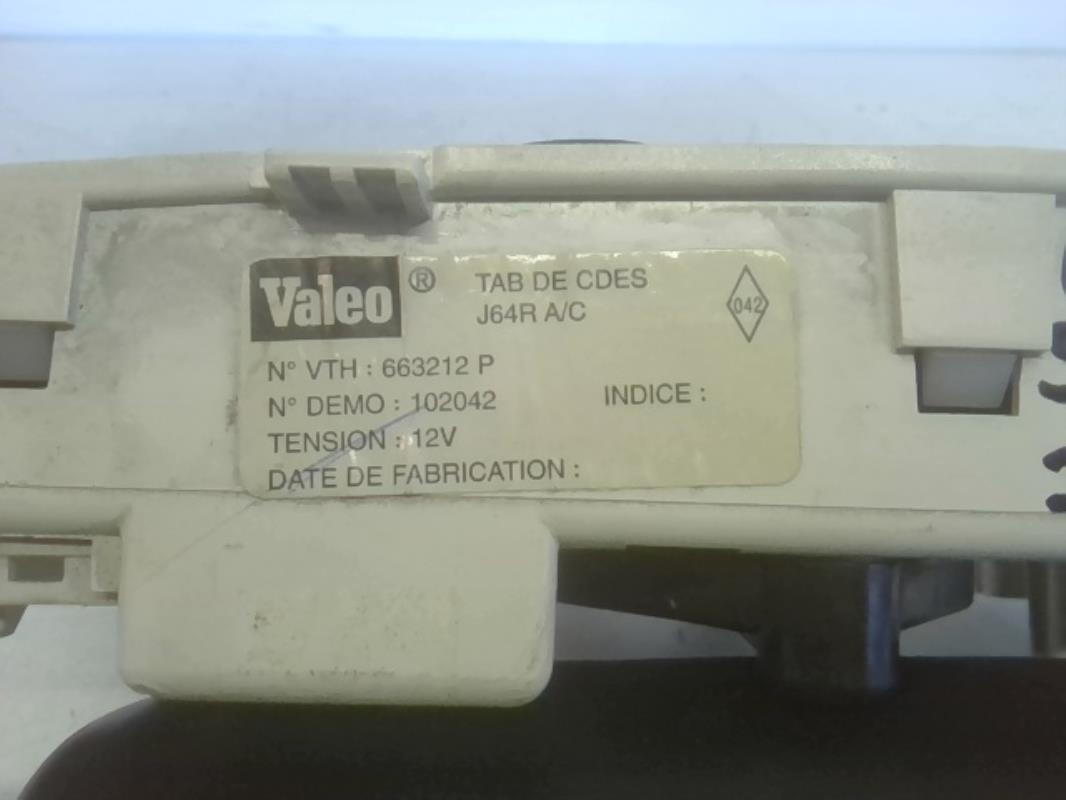 Valeo ® TAB DE CDES
J64R A/C
042
N° VTH : 663212 P
N° DEMO : 102042 INDICE :
TENSION : 12V
DATE DE FABRICATION :